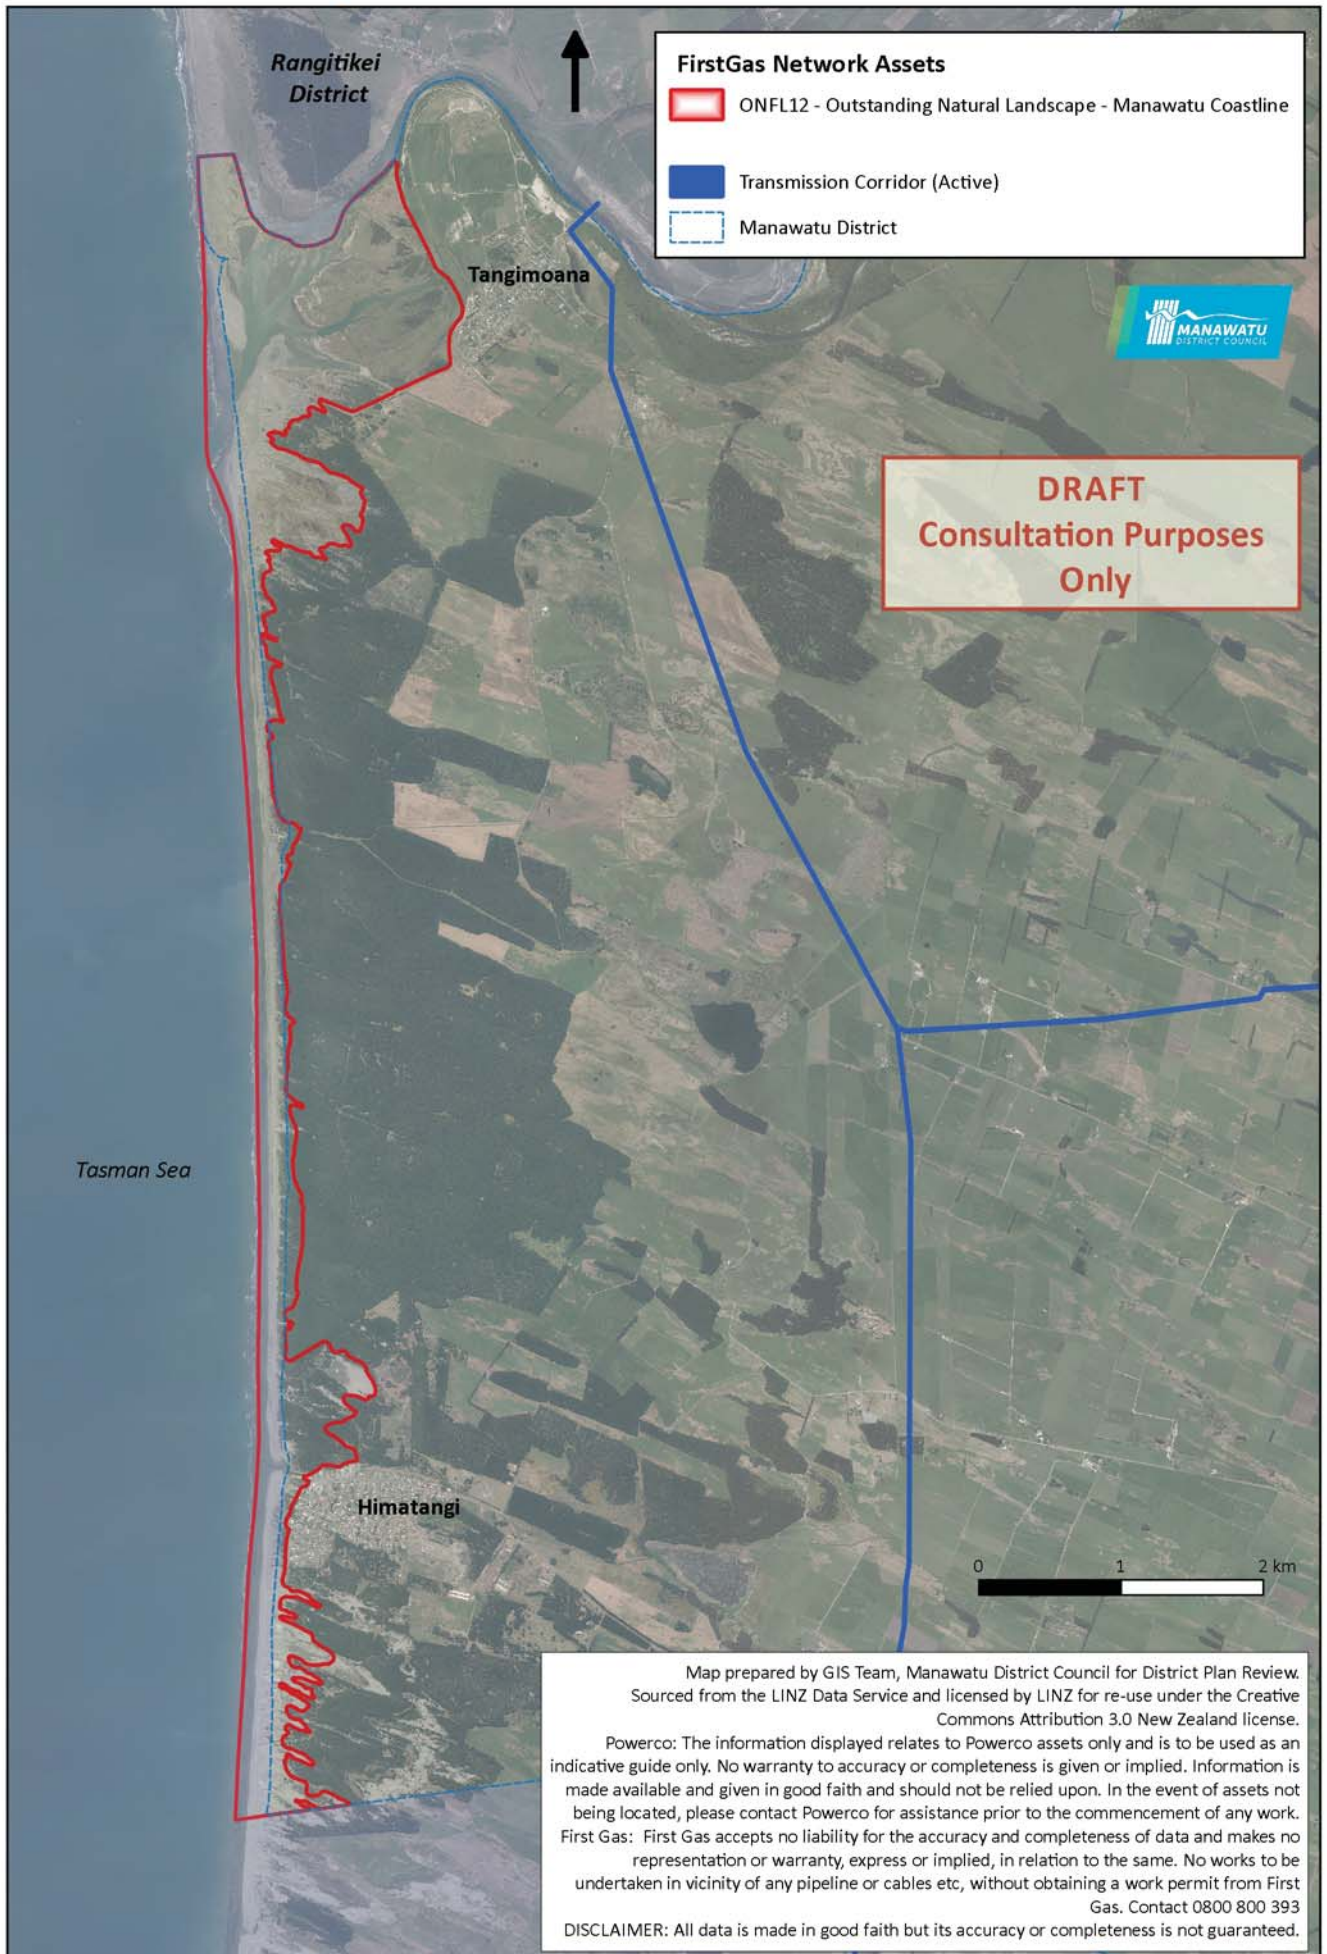 Rangitikei
District
FirstGas Network Assets
ONFL12 - Outstanding Natural Landscape - Manawatu Coastline
Transmission Corridor (Active)
Manawatu District
Tangimoana
MANAWATU
DISTRICT COUNCIL
DRAFT
Consultation Purposes
Only
Tasman Sea
Himatangi
0 1 2 km
Map prepared by GIS Team, Manawatu District Council for District Plan Review.
Sourced from the LINZ Data Service and licensed by LINZ for re-use under the Creative
Commons Attribution 3.0 New Zealand license.
Powerco: The information displayed relates to Powerco assets only and is to be used as an
indicative guide only. No warranty to accuracy or completeness is given or implied. Information is
made available and given in good faith and should not be relied upon. In the event of assets not
being located, please contact Powerco for assistance prior to the commencement of any work.
First Gas: First Gas accepts no liability for the accuracy and completeness of data and makes no
representation or warranty, express or implied, in relation to the same. No works to be
undertaken in vicinity of any pipeline or cables etc, without obtaining a work permit from First
Gas. Contact 0800 800 393
DISCLAIMER: All data is made in good faith but its accuracy or completeness is not guaranteed.